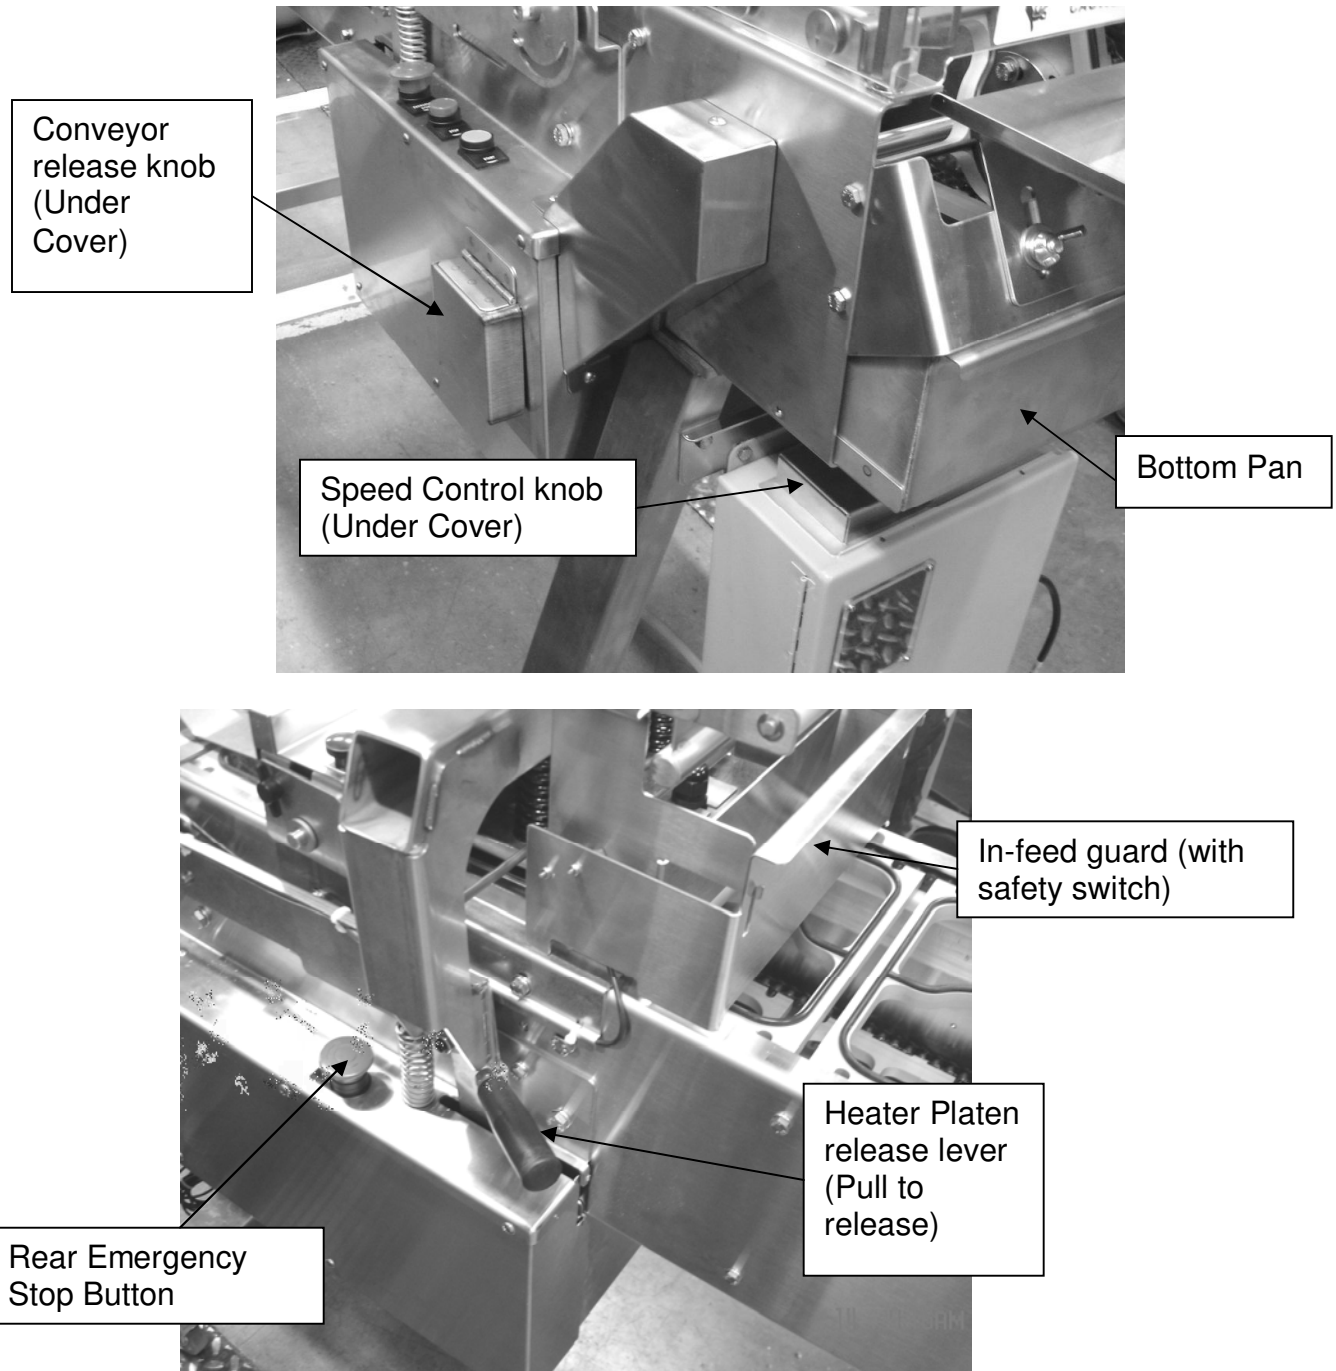 Conveyor
release knob
(Under
Cover)
Speed Control knob
(Under Cover)
Bottom Pan
In-feed guard (with
safety switch)
Heater Platen
release lever
(Pull to
release)
Rear Emergency
Stop Button